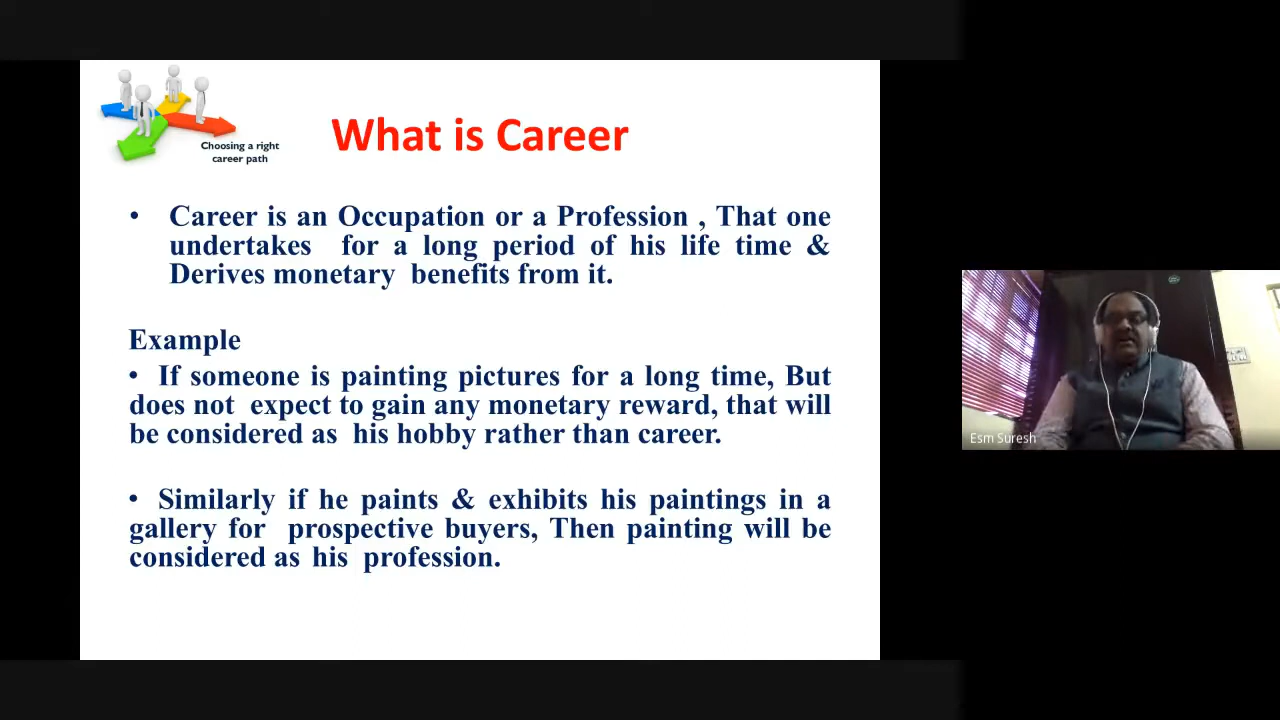 Choosing a right
career path
What is Career
• Career is an Occupation or a Profession , That one
undertakes for a long period of his life time &
Derives monetary benefits from it.
Example
• If someone is painting pictures for a long time, But
does not expect to gain any monetary reward, that will
be considered as his hobby rather than career.
• Similarly if he paints & exhibits his paintings in a
gallery for prospective buyers, Then painting will be
considered as his profession.
Esm Suresh